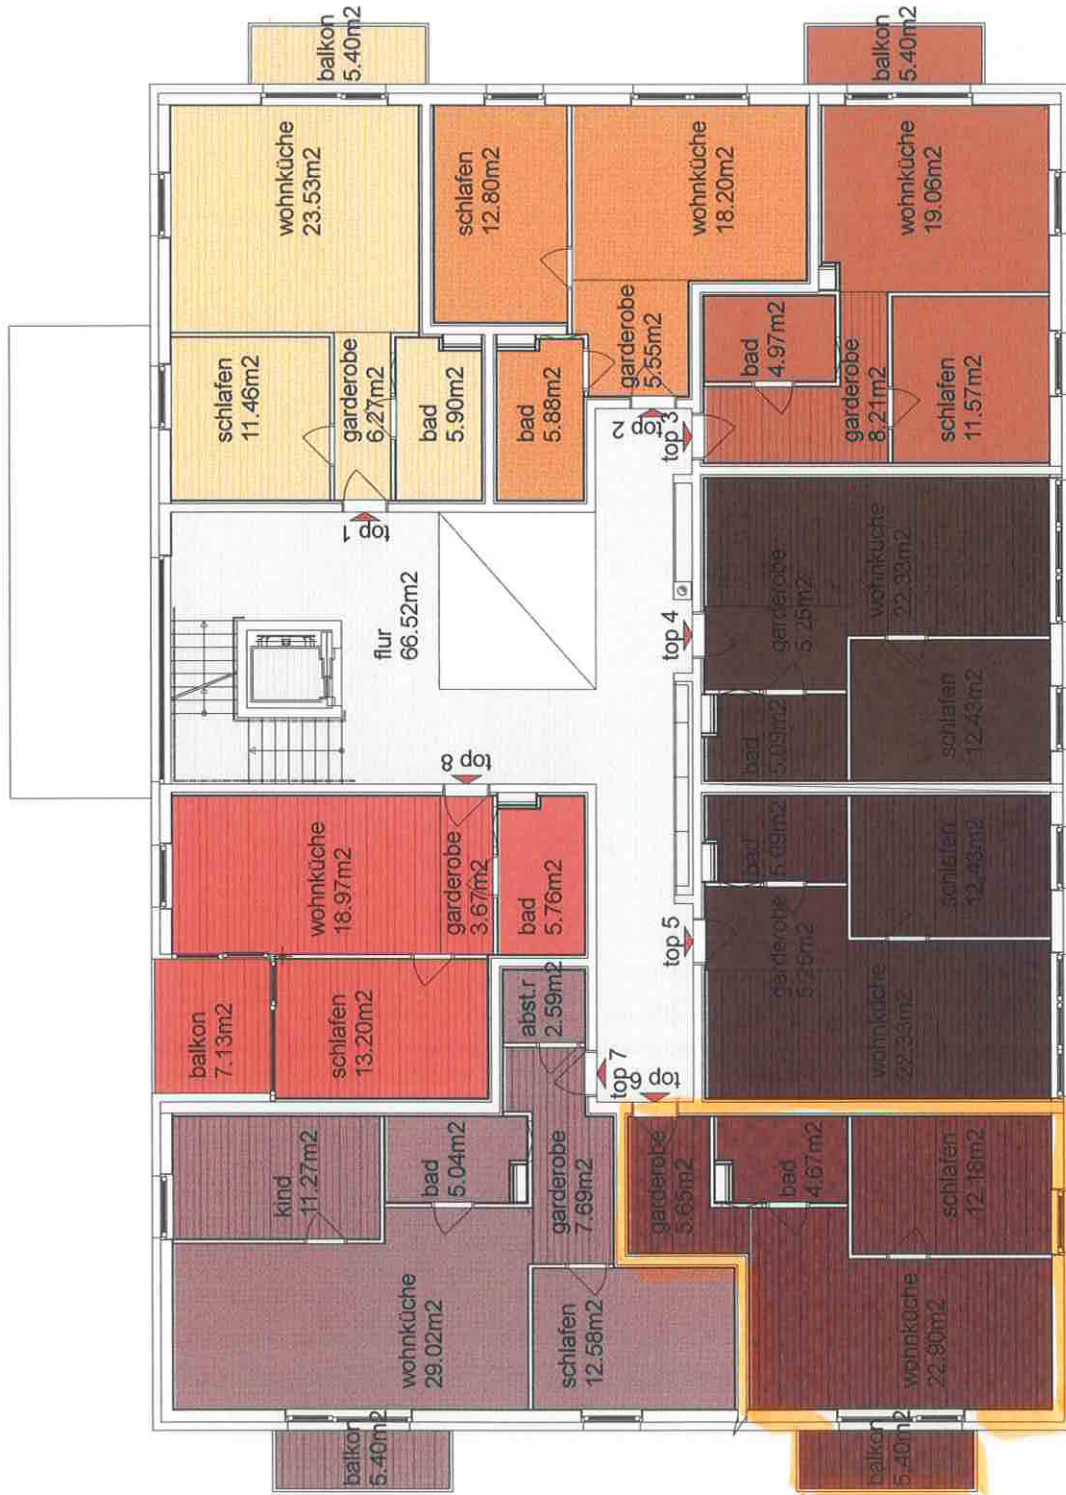 balkon
5.40m2
balkon
5.40m2
wohnküche
23.53m2
schlafen
12.80m2
wohnküche
18.20m2
wohnküche
19.06m2
schlafen
11.46m2
garderobe
6.27m2
bad
5.90m2
bad
5.88m2
garderobe
5.55m2
bad
4.97m2
garderobe
8.21m2
schlafen
11.57m2
top 1
top 2
top 3
flur
66.52m2
top 4
garderobe
5.25m2
wohnküche
22.33m2
bad
5.09m2
schlafen
12.43m2
top 8
wohnküche
18.97m2
garderobe
3.67m2
bad
5.76m2
bad
5.09m2
schlafen
12.43m2
top 5
garderobe
5.25m2
wohnküche
22.33m2
balkon
7.13m2
schlafen
13.20m2
abst.r
2.59m2
top 7
top 6
kind
11.27m2
bad
5.04m2
garderobe
7.69m2
garderobe
5.65m2
bad
4.67m2
schlafen
12.18m2
wohnküche
29.02m2
schlafen
12.58m2
wohnküche
22.90m2
balkon
5.40m2
balkon
5.40m2